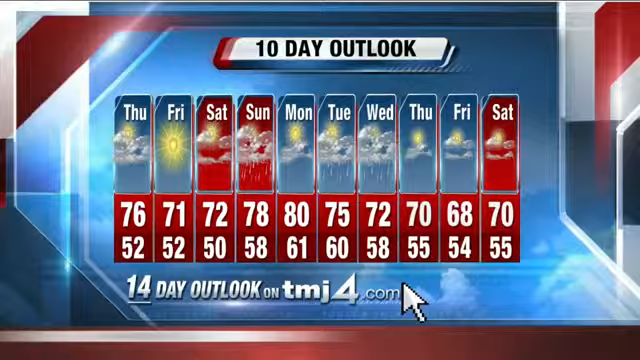 10 DAY OUTLOOK
Thu Fri Sat Sun Mon Tue Wed Thu Fri Sat
76 71 72 78 80 75 72 70 68 70
52 52 50 58 61 60 58 55 54 55
14 DAY OUTLOOK ON tmj4.com